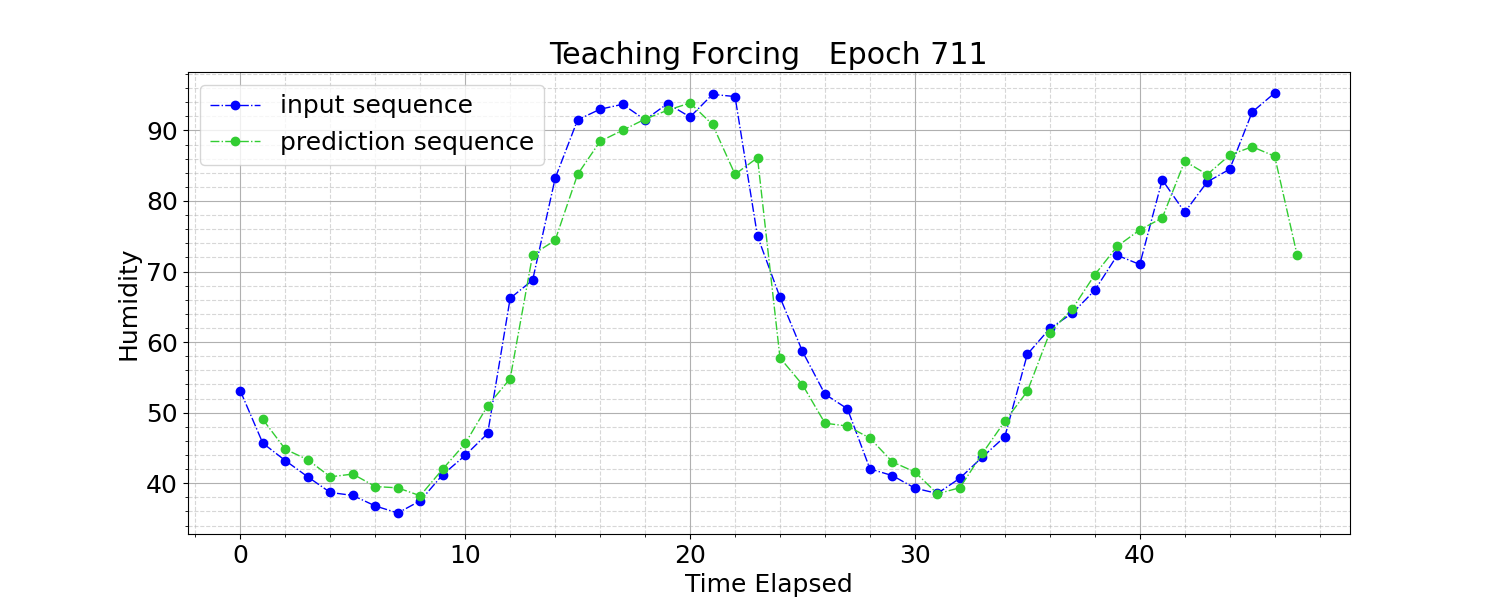 Teaching Forcing   Epoch 711
input sequence
prediction sequence
Humidity
90
80
70
60
50
40
0 10 20 30 40
Time Elapsed